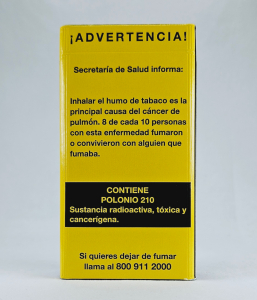 ¡ADVERTENCIA!
Secretaría de Salud informa:
Inhalar el humo de tabaco es la
principal causa del cáncer de
pulmón. 8 de cada 10 personas
con esta enfermedad fumaron
o convivieron con alguien que
fumaba.
CONTIENE
POLONIO 210
Sustancia radioactiva, tóxica y
cancerígena.
Si quieres dejar de fumar
llama al 800 911 2000